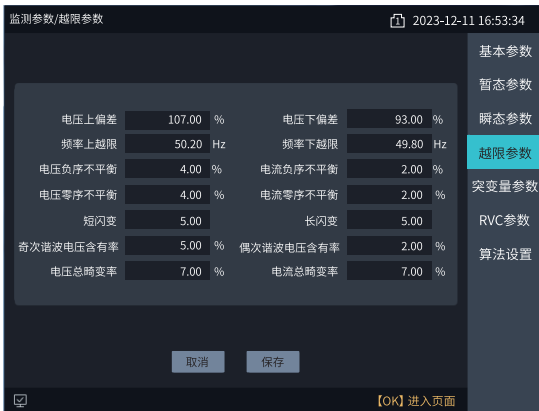 监测参数/越限参数 1 2023-12-11 16:53:34
基本参数
暂态参数
瞬态参数
越限参数
突变量参数
RVC参数
算法设置
电压上偏差 107.00 % 电压下偏差 93.00 %
频率上越限 50.20 Hz 频率下越限 49.80 Hz
电压负序不平衡 4.00 % 电流负序不平衡 2.00 %
电压零序不平衡 4.00 % 电流零序不平衡 2.00 %
短闪变 5.00 长闪变 5.00
奇次谐波电压含有率 5.00 % 偶次谐波电压含有率 2.00 %
电压总畸变率 7.00 % 电流总畸变率 7.00 %
取消 保存
【OK】进入页面